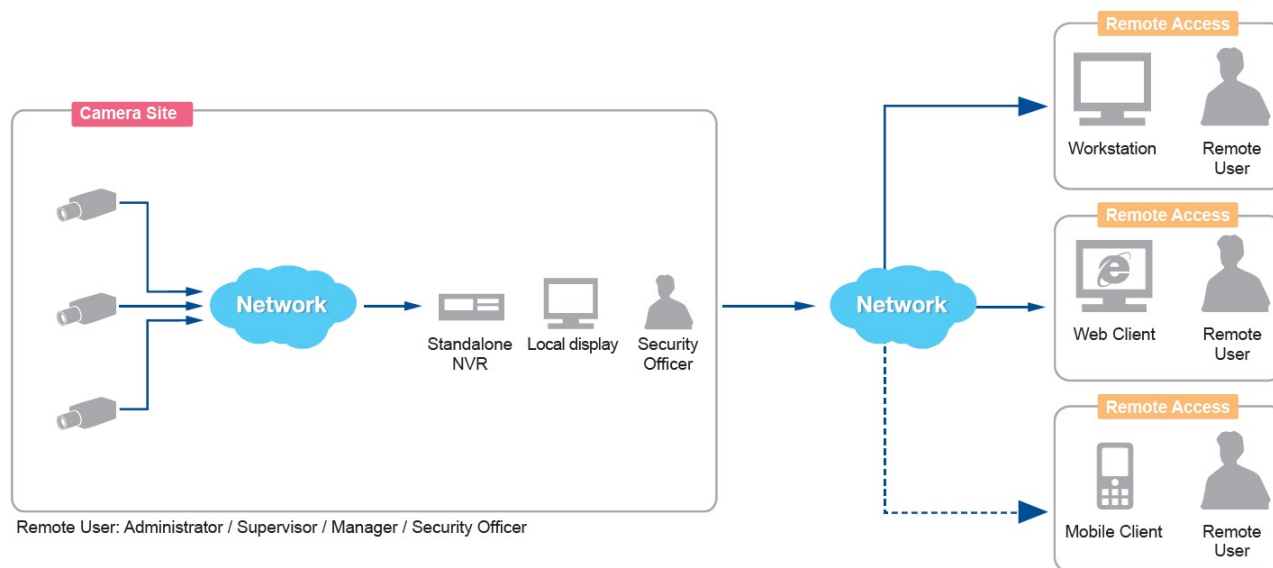 Camera Site
Network
Standalone
NVR
Local display
Security
Officer
Remote User: Administrator / Supervisor / Manager / Security Officer
Network
Remote Access
Workstation
Remote
User
Remote Access
Web Client
Remote
User
Remote Access
Mobile Client
Remote
User